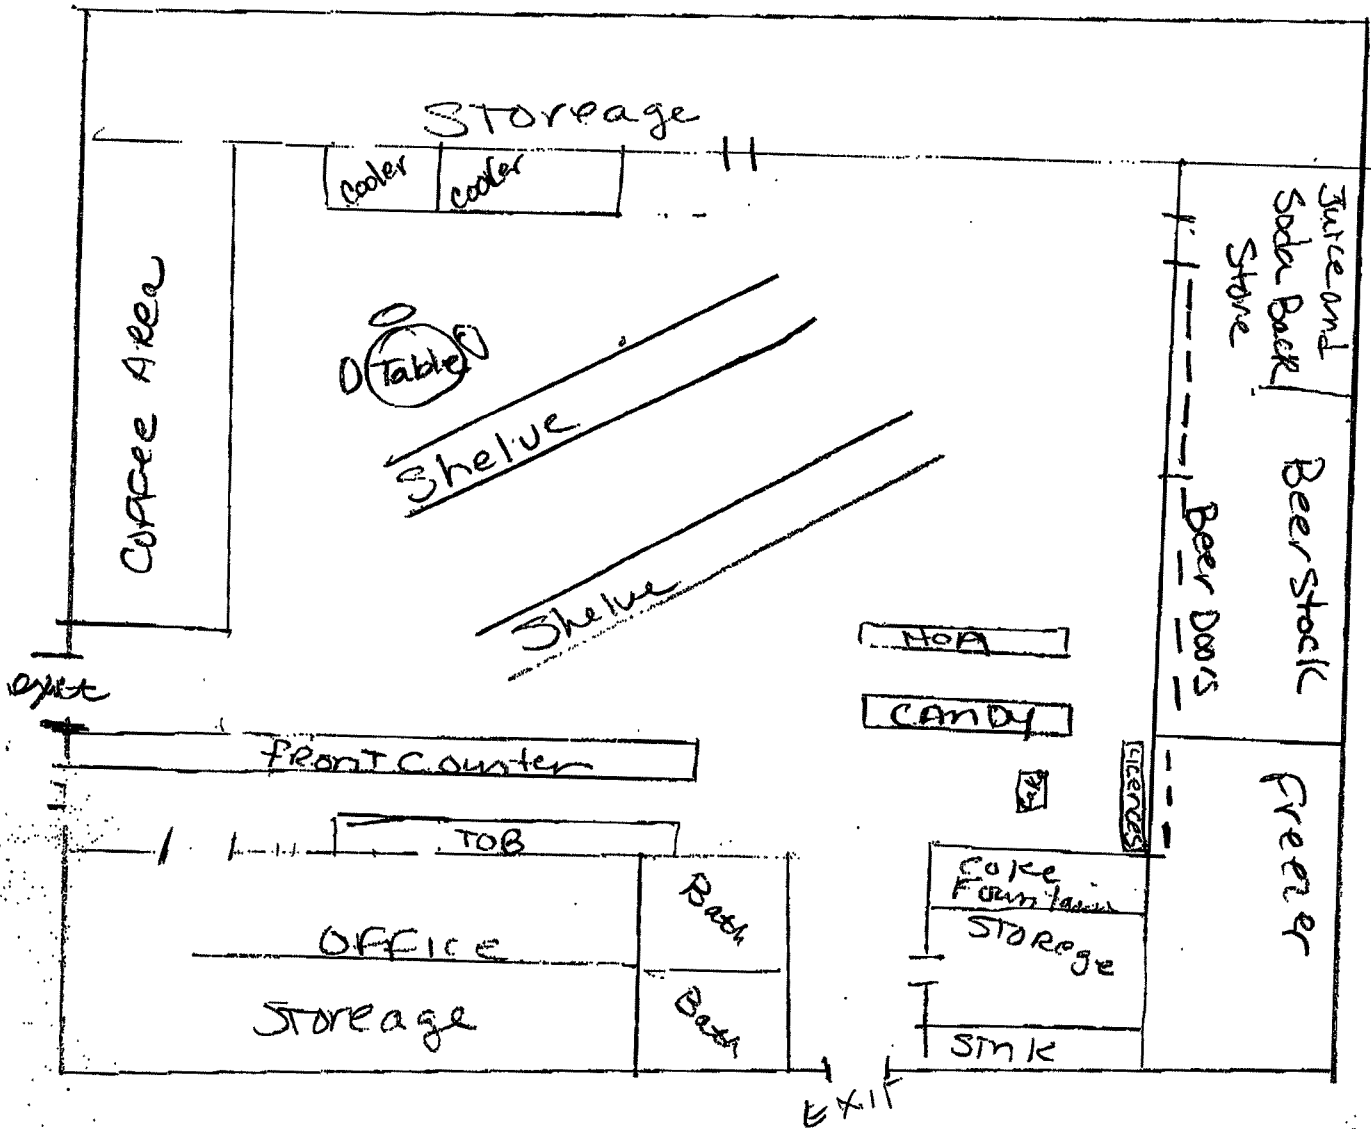 Storeage
cooler
cooler
Juice and
Soda Back
Store
Coffee Area
Table
Shelve
Shelve
Beer Stock
Beer Doors
exit
CANDY
front Counter
Licences
Freezer
TOB
Coke
Fountain
Bath
STOREge
OFFICE
STOREage
Bath
Sink
EXIT